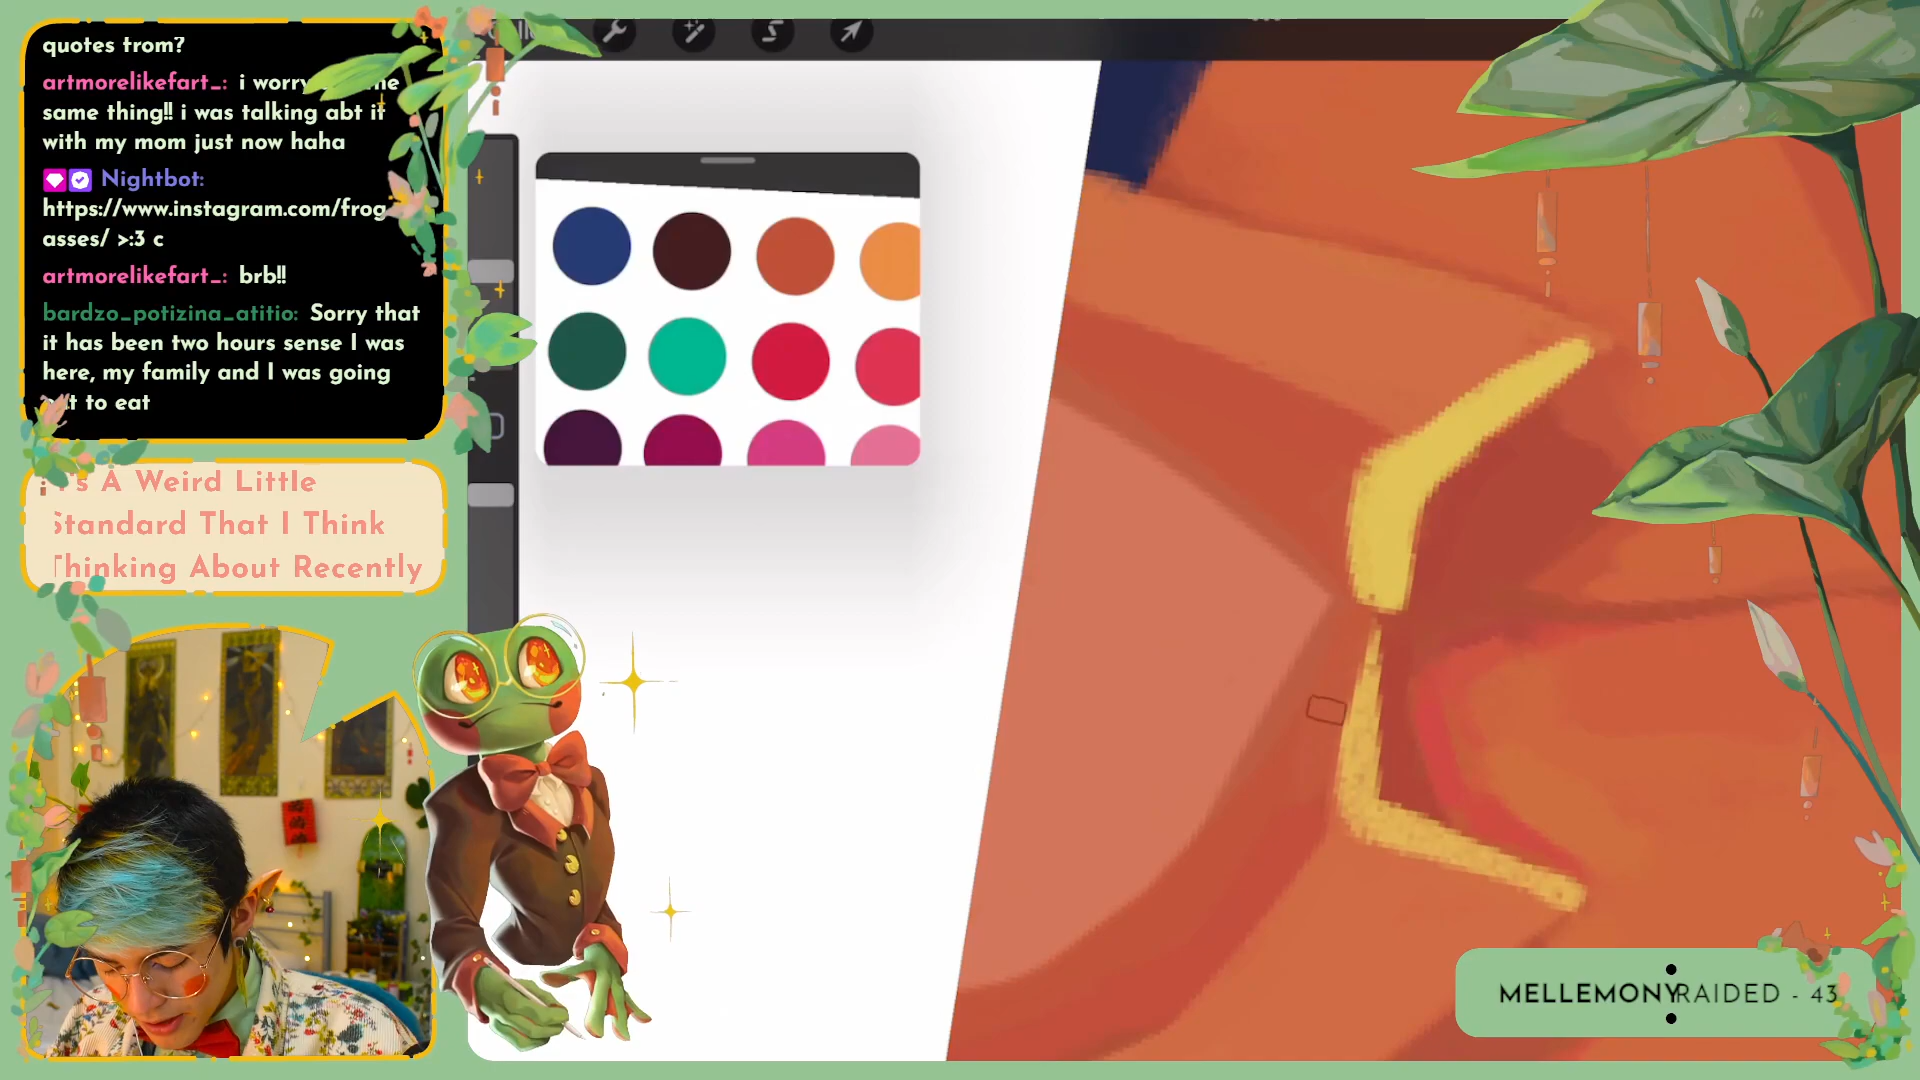 quotes from?
artmorelikefart_: i worry
same thing!! i was talking abt it
with my mom just now haha
Nightbot:
https://www.instagram.com/frog
asses/ >:3 c
artmorelikefart_: brb!!
bardzo_potizina_atitio: Sorry that
it has been two hours sense I was
here, my family and I was going
to eat
A Weird Little
Standard That I Think
Thinking About Recently
MELLEMONY RAIDED - 43